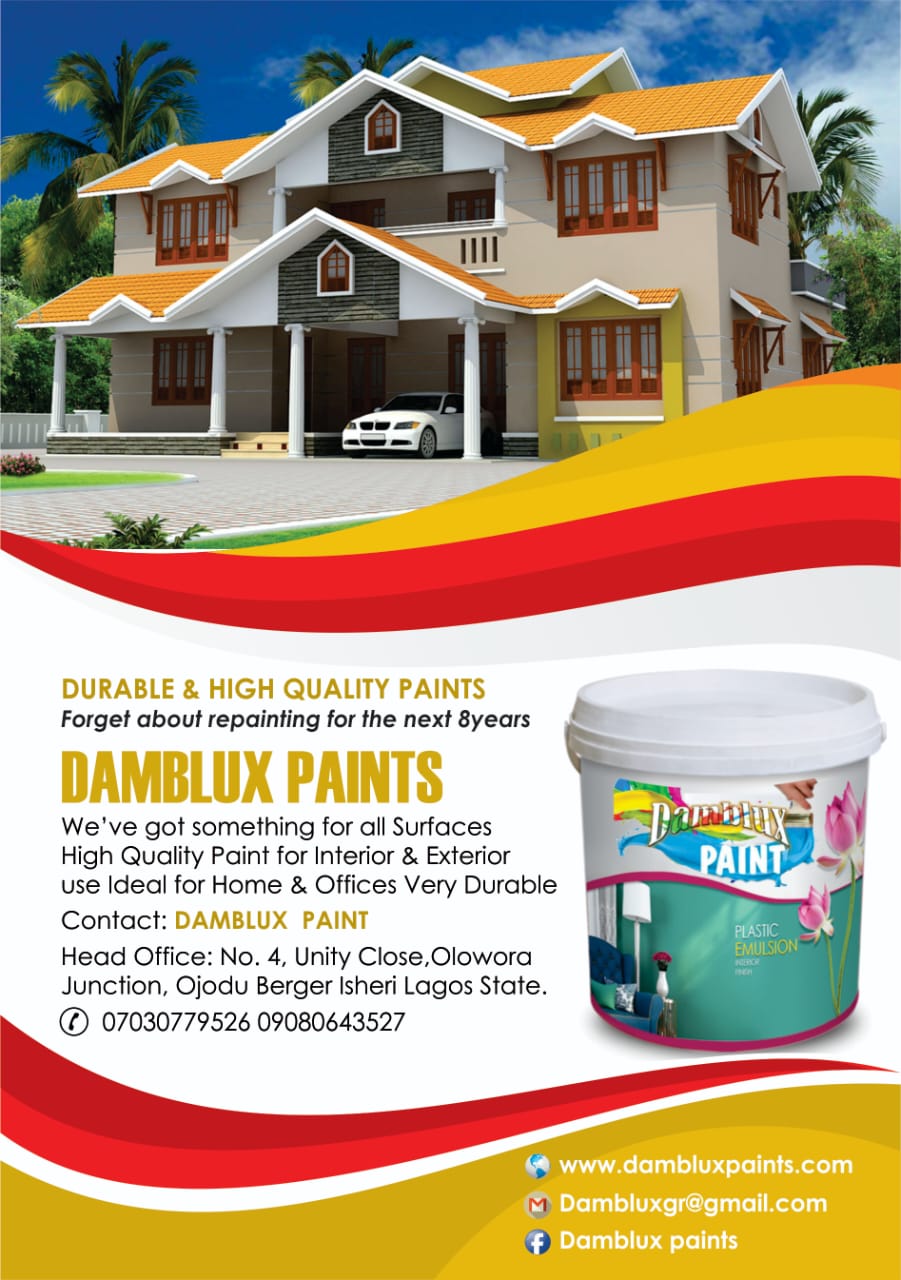 DURABLE & HIGH QUALITY PAINTS
Forget about repainting for the next 8years
DAMBLUX PAINTS
We’ve got something for all Surfaces
High Quality Paint for Interior & Exterior
use Ideal for Home & Offices Very Durable
Contact: DAMBLUX PAINT
Head Office: No. 4, Unity Close,Olowora
Junction, Ojodu Berger Isheri Lagos State.
07030779526 09080643527
Damblux
PAINT
PLASTIC
EMULSION
INTERIOR
FINISH
www.dambluxpaints.com
Dambluxgr@gmail.com
Damblux paints